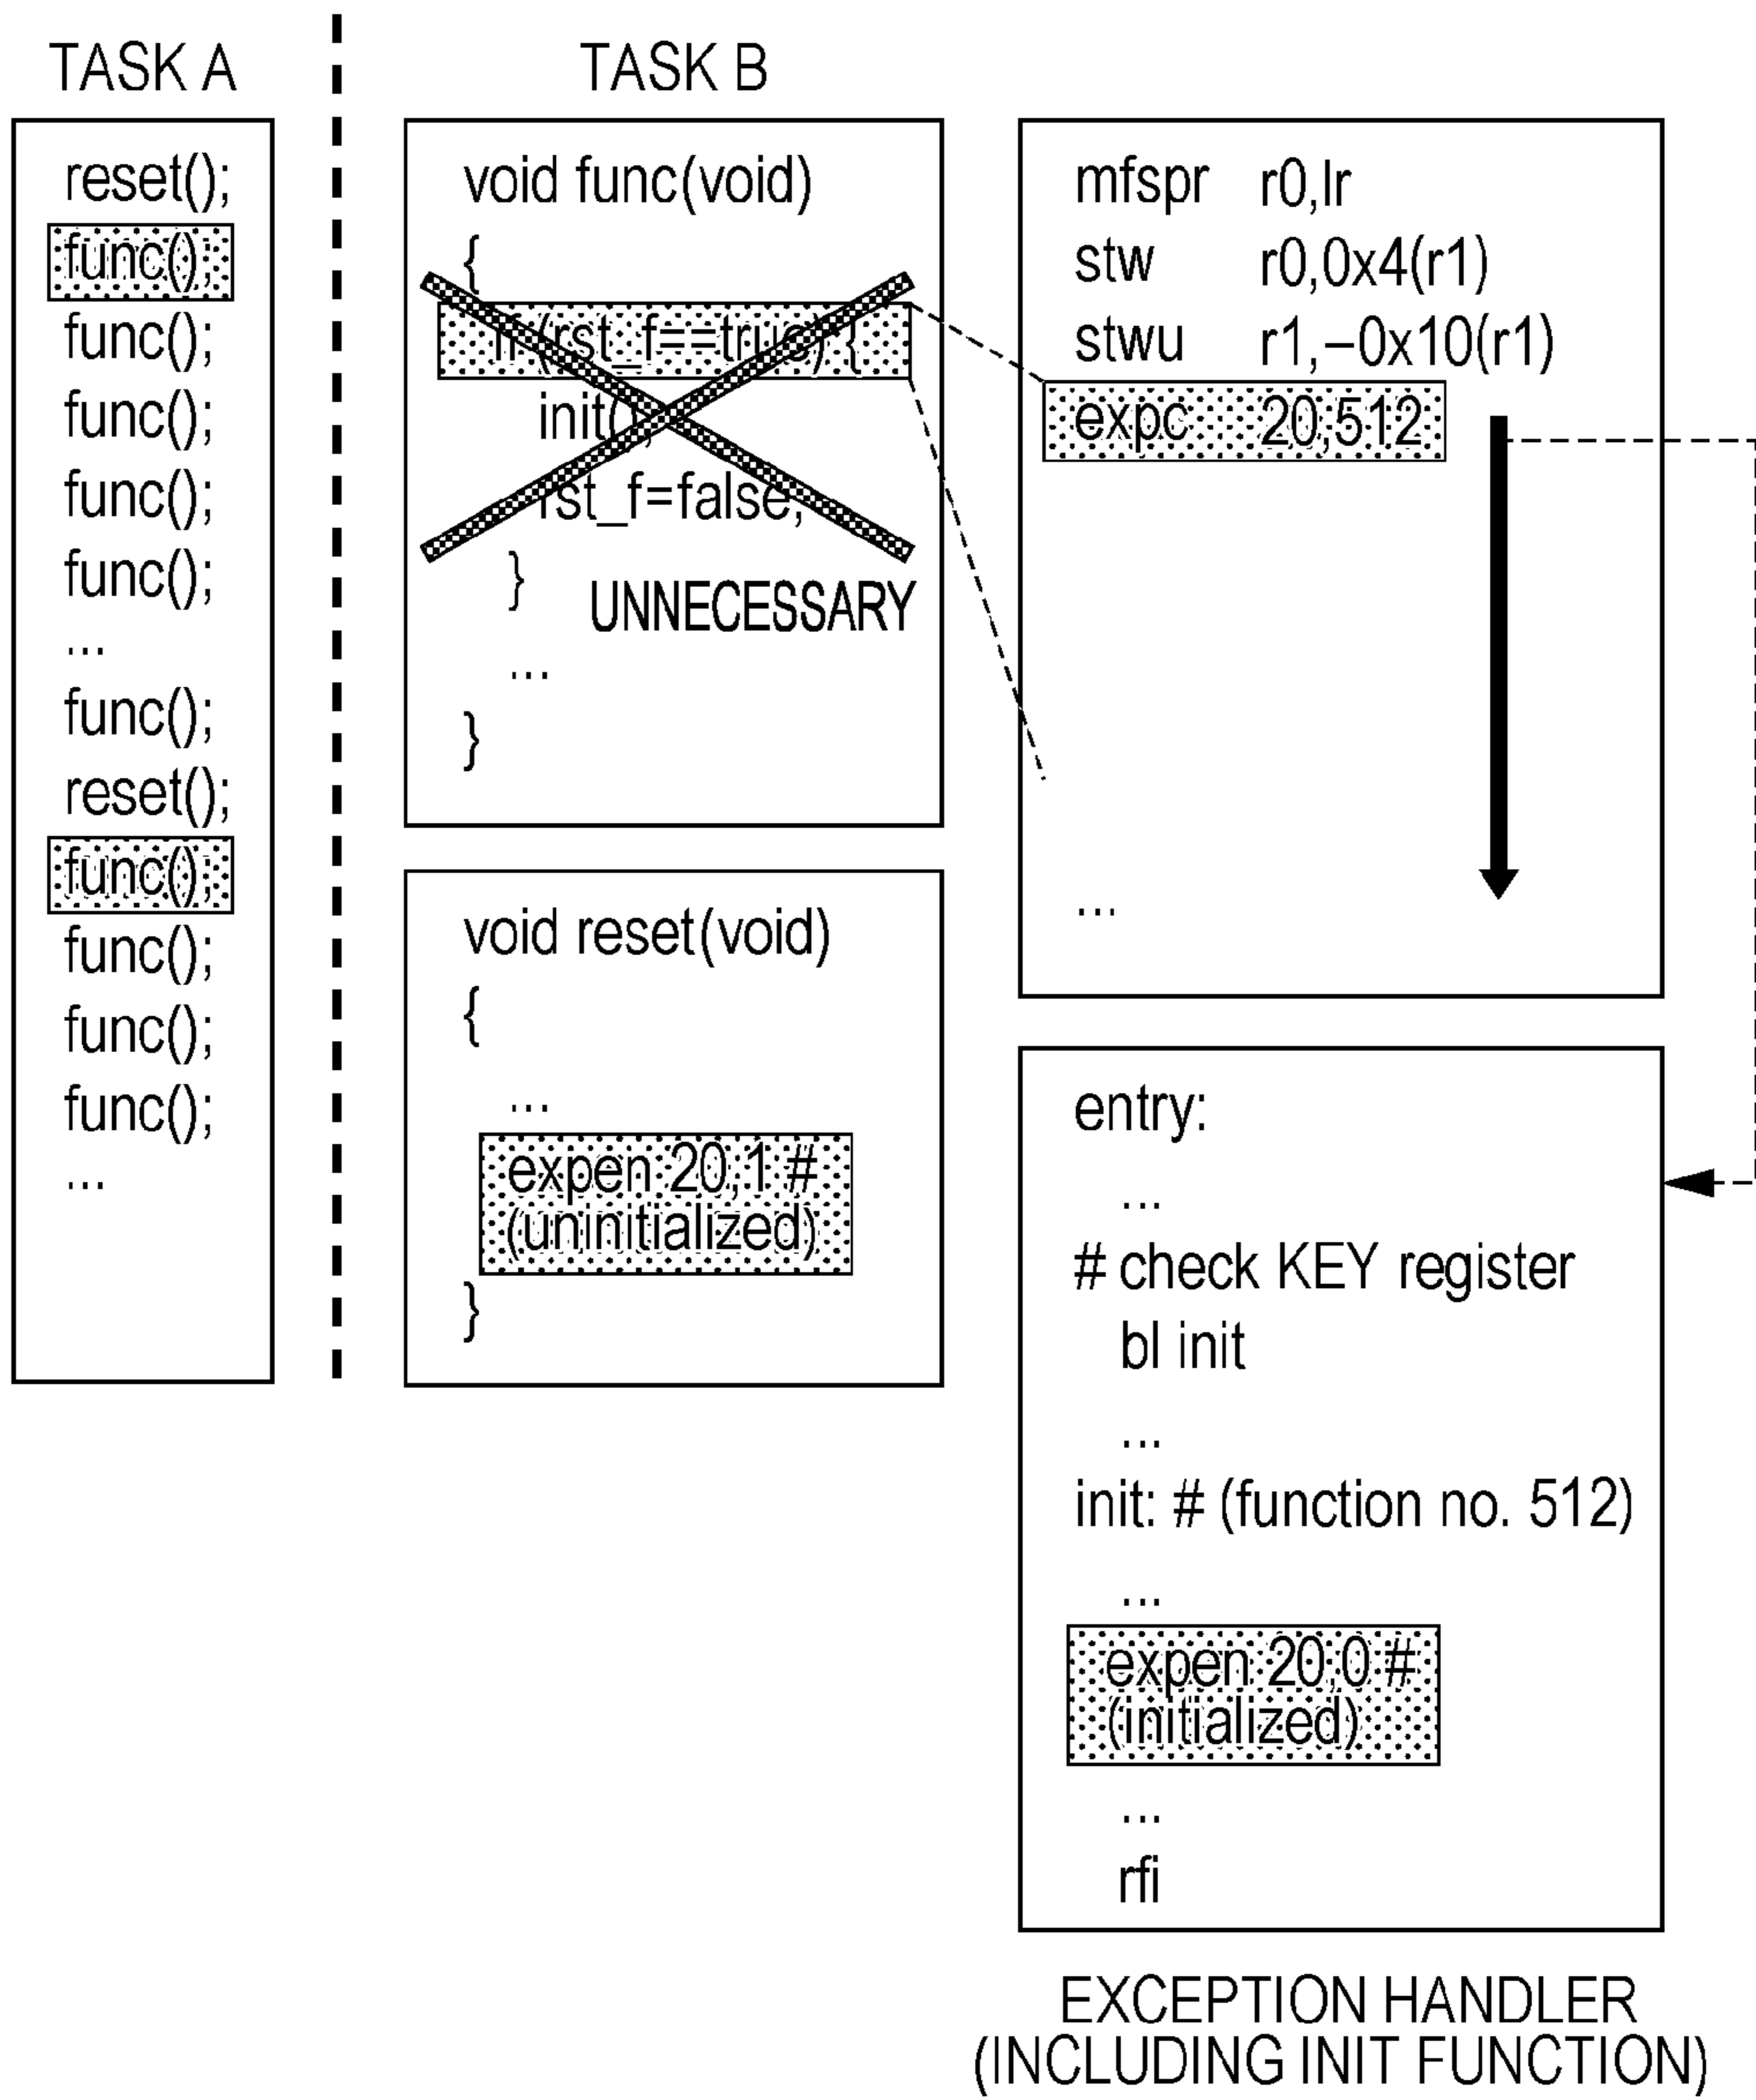 TASK A
reset();
func();
func();
func();
func();
func();
...
func();
reset();
func();
func();
func();
func();
...
TASK B
void func(void)
{
if (rst_f==true) {
init();
rst_f=false;
}
UNNECESSARY
...
}
void reset(void)
{
...
expen 20,1 #
(uninitialized)
}
mfspr r0,lr
stw r0,0x4(r1)
stwu r1,–0x10(r1)
expc 20,512
...
entry:
...
# check KEY register
bl init
...
init: # (function no. 512)
...
expen 20,0 #
(initialized)
...
rfi
EXCEPTION HANDLER
(INCLUDING INIT FUNCTION)